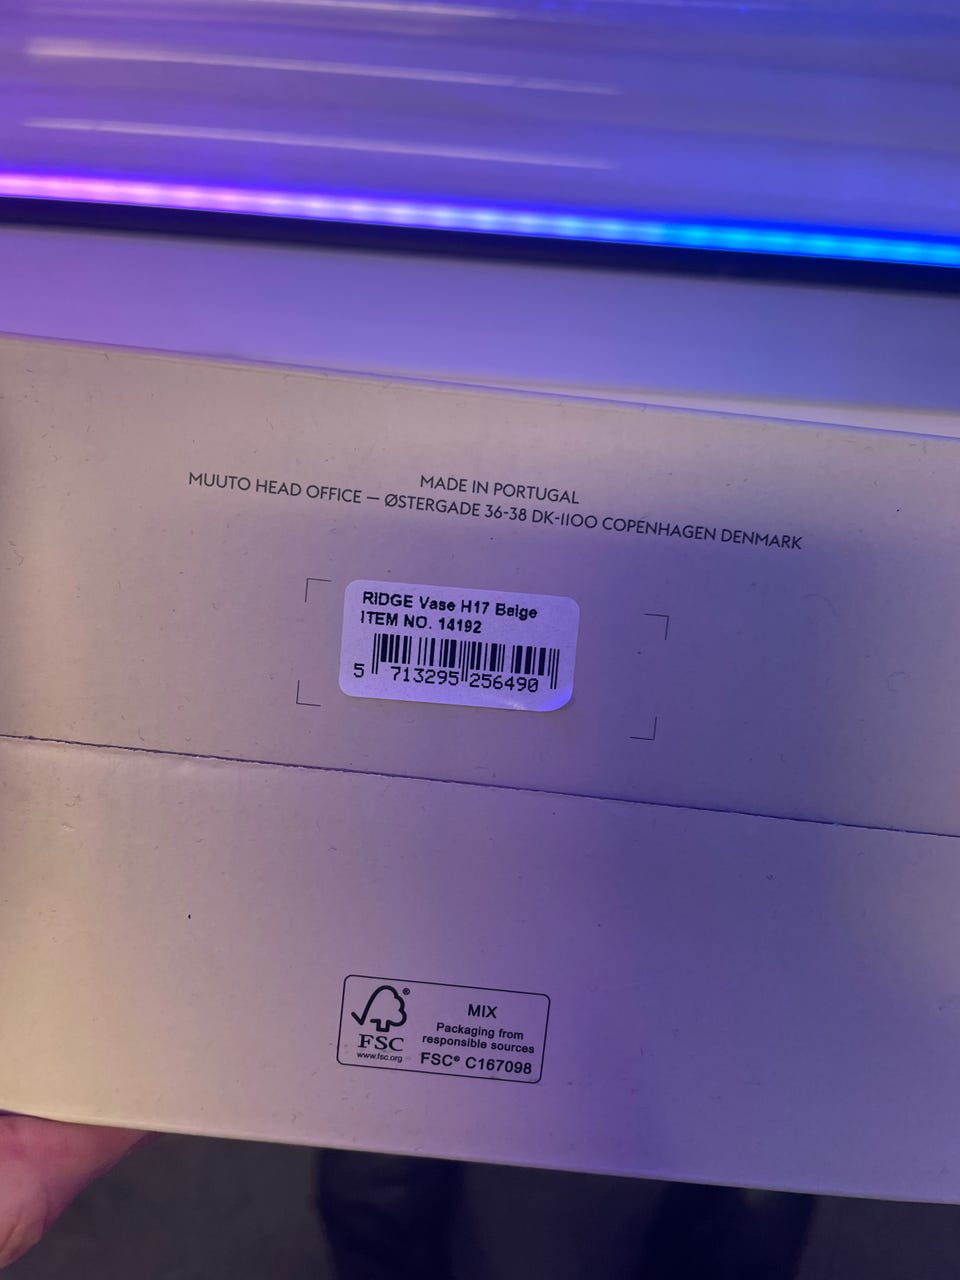 MADE IN PORTUGAL
MUUTO HEAD OFFICE — ØSTERGADE 36-38 DK-1100 COPENHAGEN DENMARK
RIDGE Vase H17 Beige
ITEM NO. 14192
5 713295 256490
FSC®
www.fsc.org
MIX
Packaging from
responsible sources
FSC® C167098